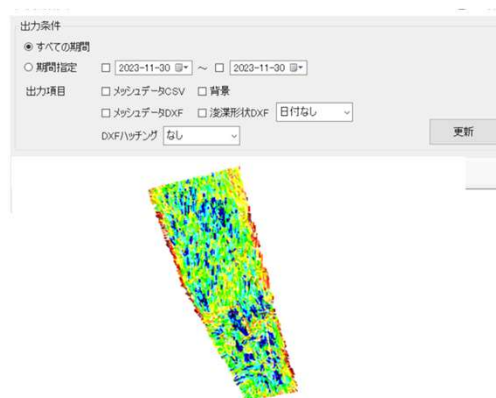 出力条件
すべての期間
期間指定 2023-11-30 ～ 2023-11-30
出力項目 メッシュデータCSV 背景
メッシュデータDXF 浚渫形状DXF 日付なし
DXFハッチング なし
更新